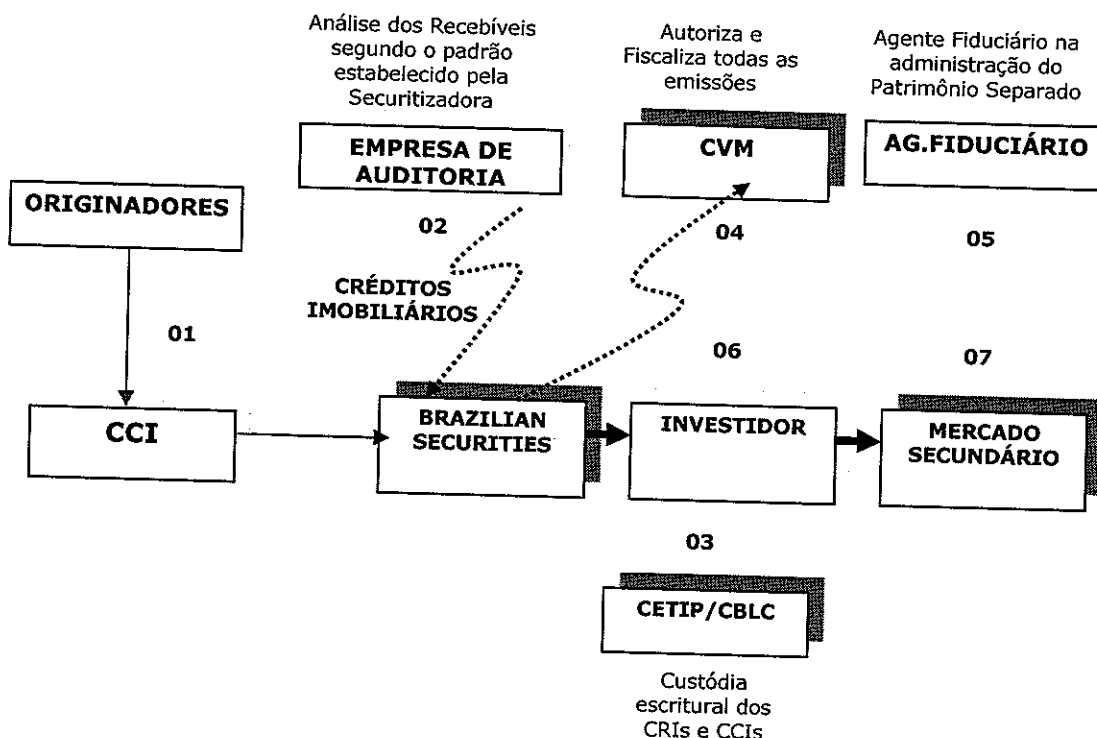 Análise dos Recebíveis
segundo o padrão
estabelecido pela
Securitizadora
Autoriza e
Fiscaliza todas as
emissões
Agente Fiduciário na
administração do
Patrimônio Separado
EMPRESA DE
AUDITORIA
CVM
AG.FIDUCIÁRIO
ORIGINADORES
02
04
05
CRÉDITOS
IMOBILIÁRIOS
01
06
07
CCI
BRAZILIAN
SECURITIES
INVESTIDOR
MERCADO
SECUNDÁRIO
03
CETIP/CBLC
Custódia
escritural dos
CRIs e CCIs